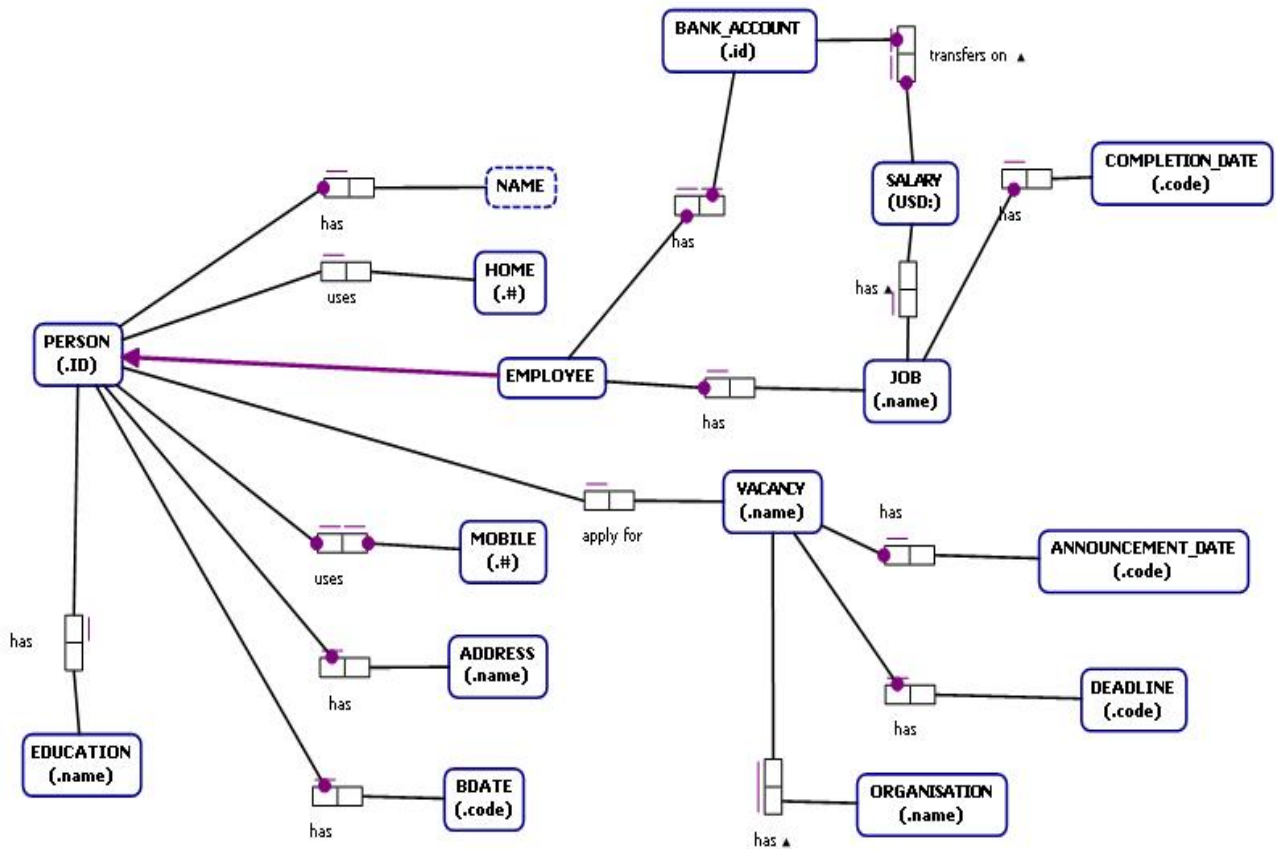 BANK_ACCOUNT
(.id)
transfers on ▲
NAME
has
SALARY
(USD:)
COMPLETION_DATE
(.code)
has
has
HOME
(.#)
uses
has ▲
PERSON
(.ID)
EMPLOYEE
has
JOB
(.name)
VACANCY
(.name)
apply for
has
ANNOUNCEMENT_DATE
(.code)
MOBILE
(.#)
uses
has
ADDRESS
(.name)
has
DEADLINE
(.code)
has
EDUCATION
(.name)
BDATE
(.code)
has
ORGANISATION
(.name)
has ▲